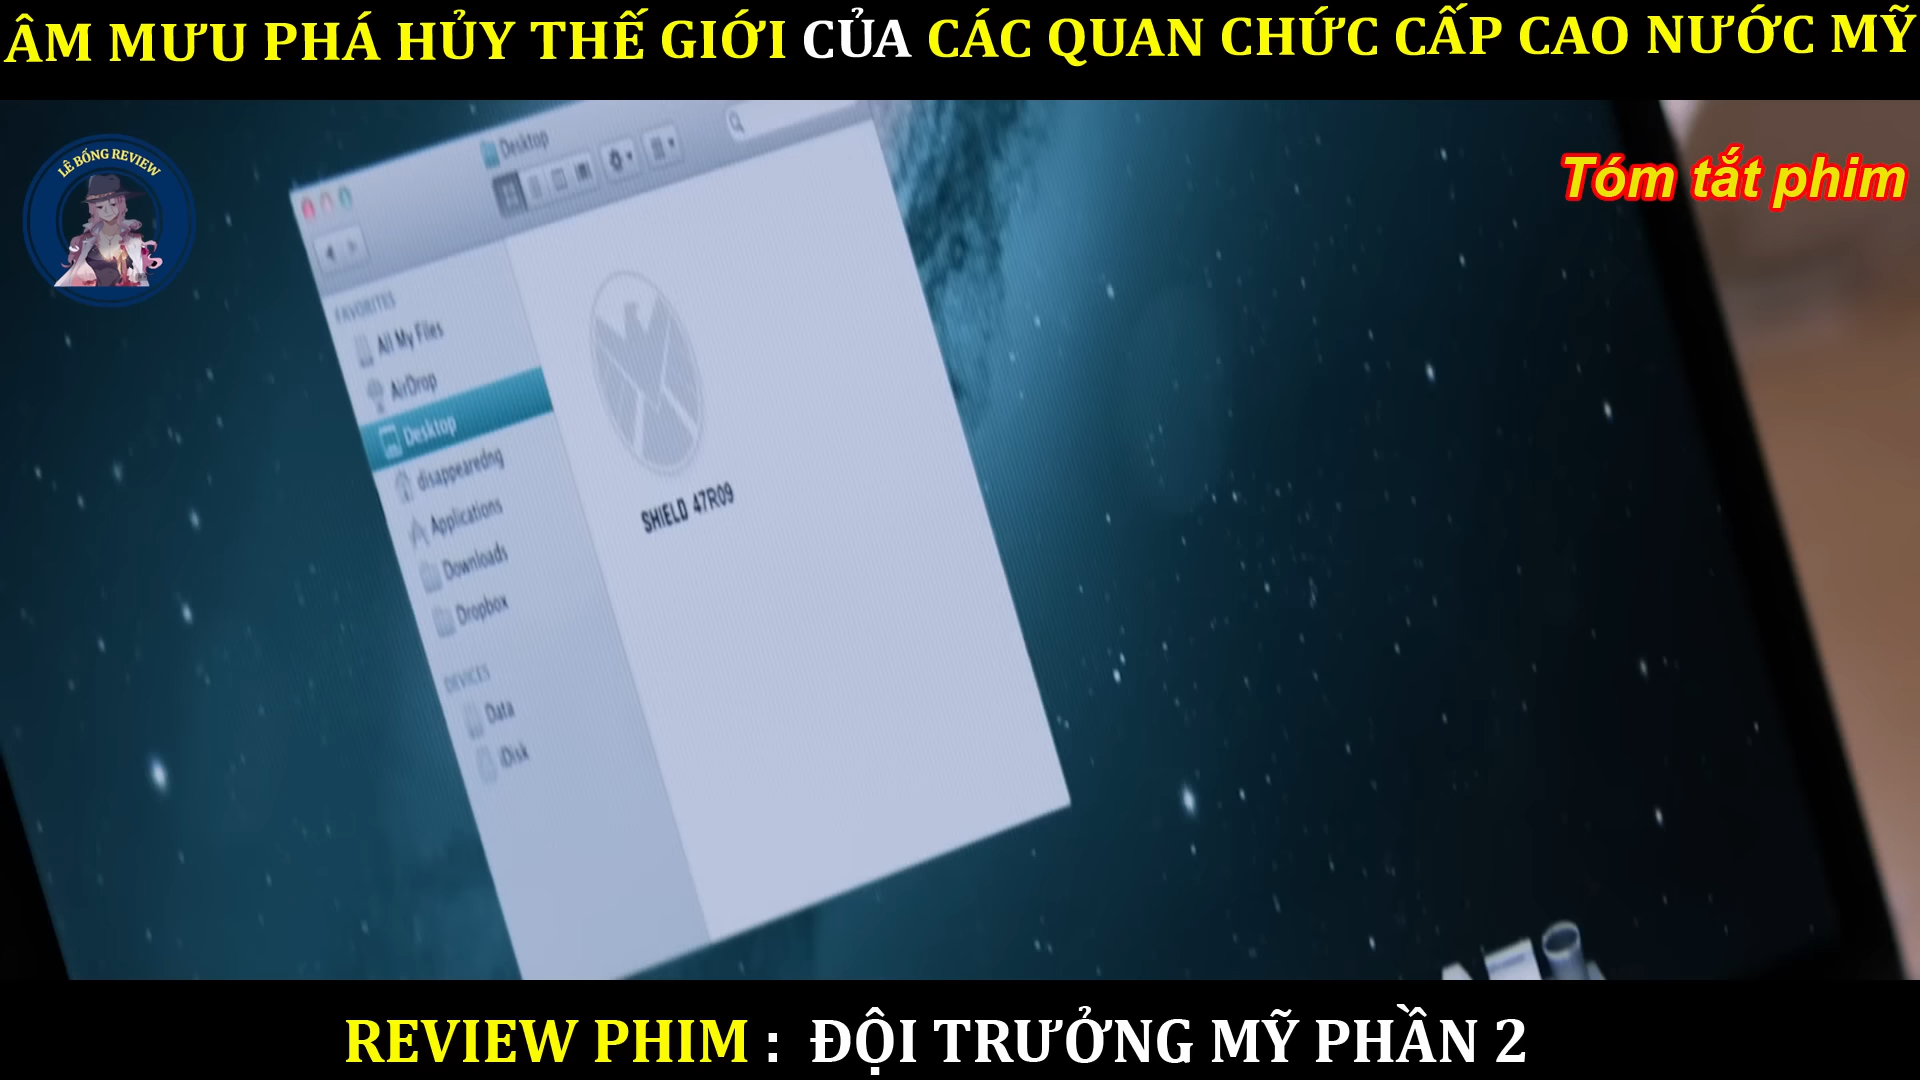 ÂM MƯU PHÁ HỦY THẾ GIỚI CỦA CÁC QUAN CHỨC CẤP CAO NƯỚC MỸ
LÊ BỐNG REVIEW
Tóm tắt phim
Desktop
FAVORITES
All My Files
AirDrop
Desktop
disappearedng
Applications
Downloads
Dropbox
DEVICES
Data
iDisk
SHIELD 47R09
REVIEW PHIM : ĐỘI TRƯỞNG MỸ PHẦN 2